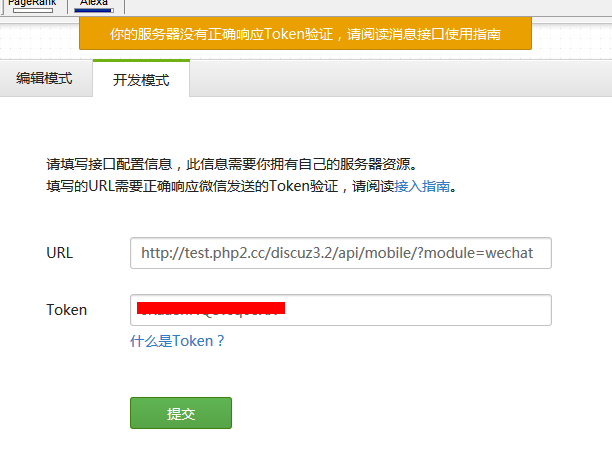 PageRank Alexa
你的服务器没有正确响应Token验证，请阅读消息接口使用指南
编辑模式 开发模式
请填写接口配置信息，此信息需要你拥有自己的服务器资源。
填写的URL需要正确响应微信发送的Token验证，请阅读接入指南。
URL http://test.php2.cc/discuz3.2/api/mobile/?module=wechat
Token
什么是Token？
提交